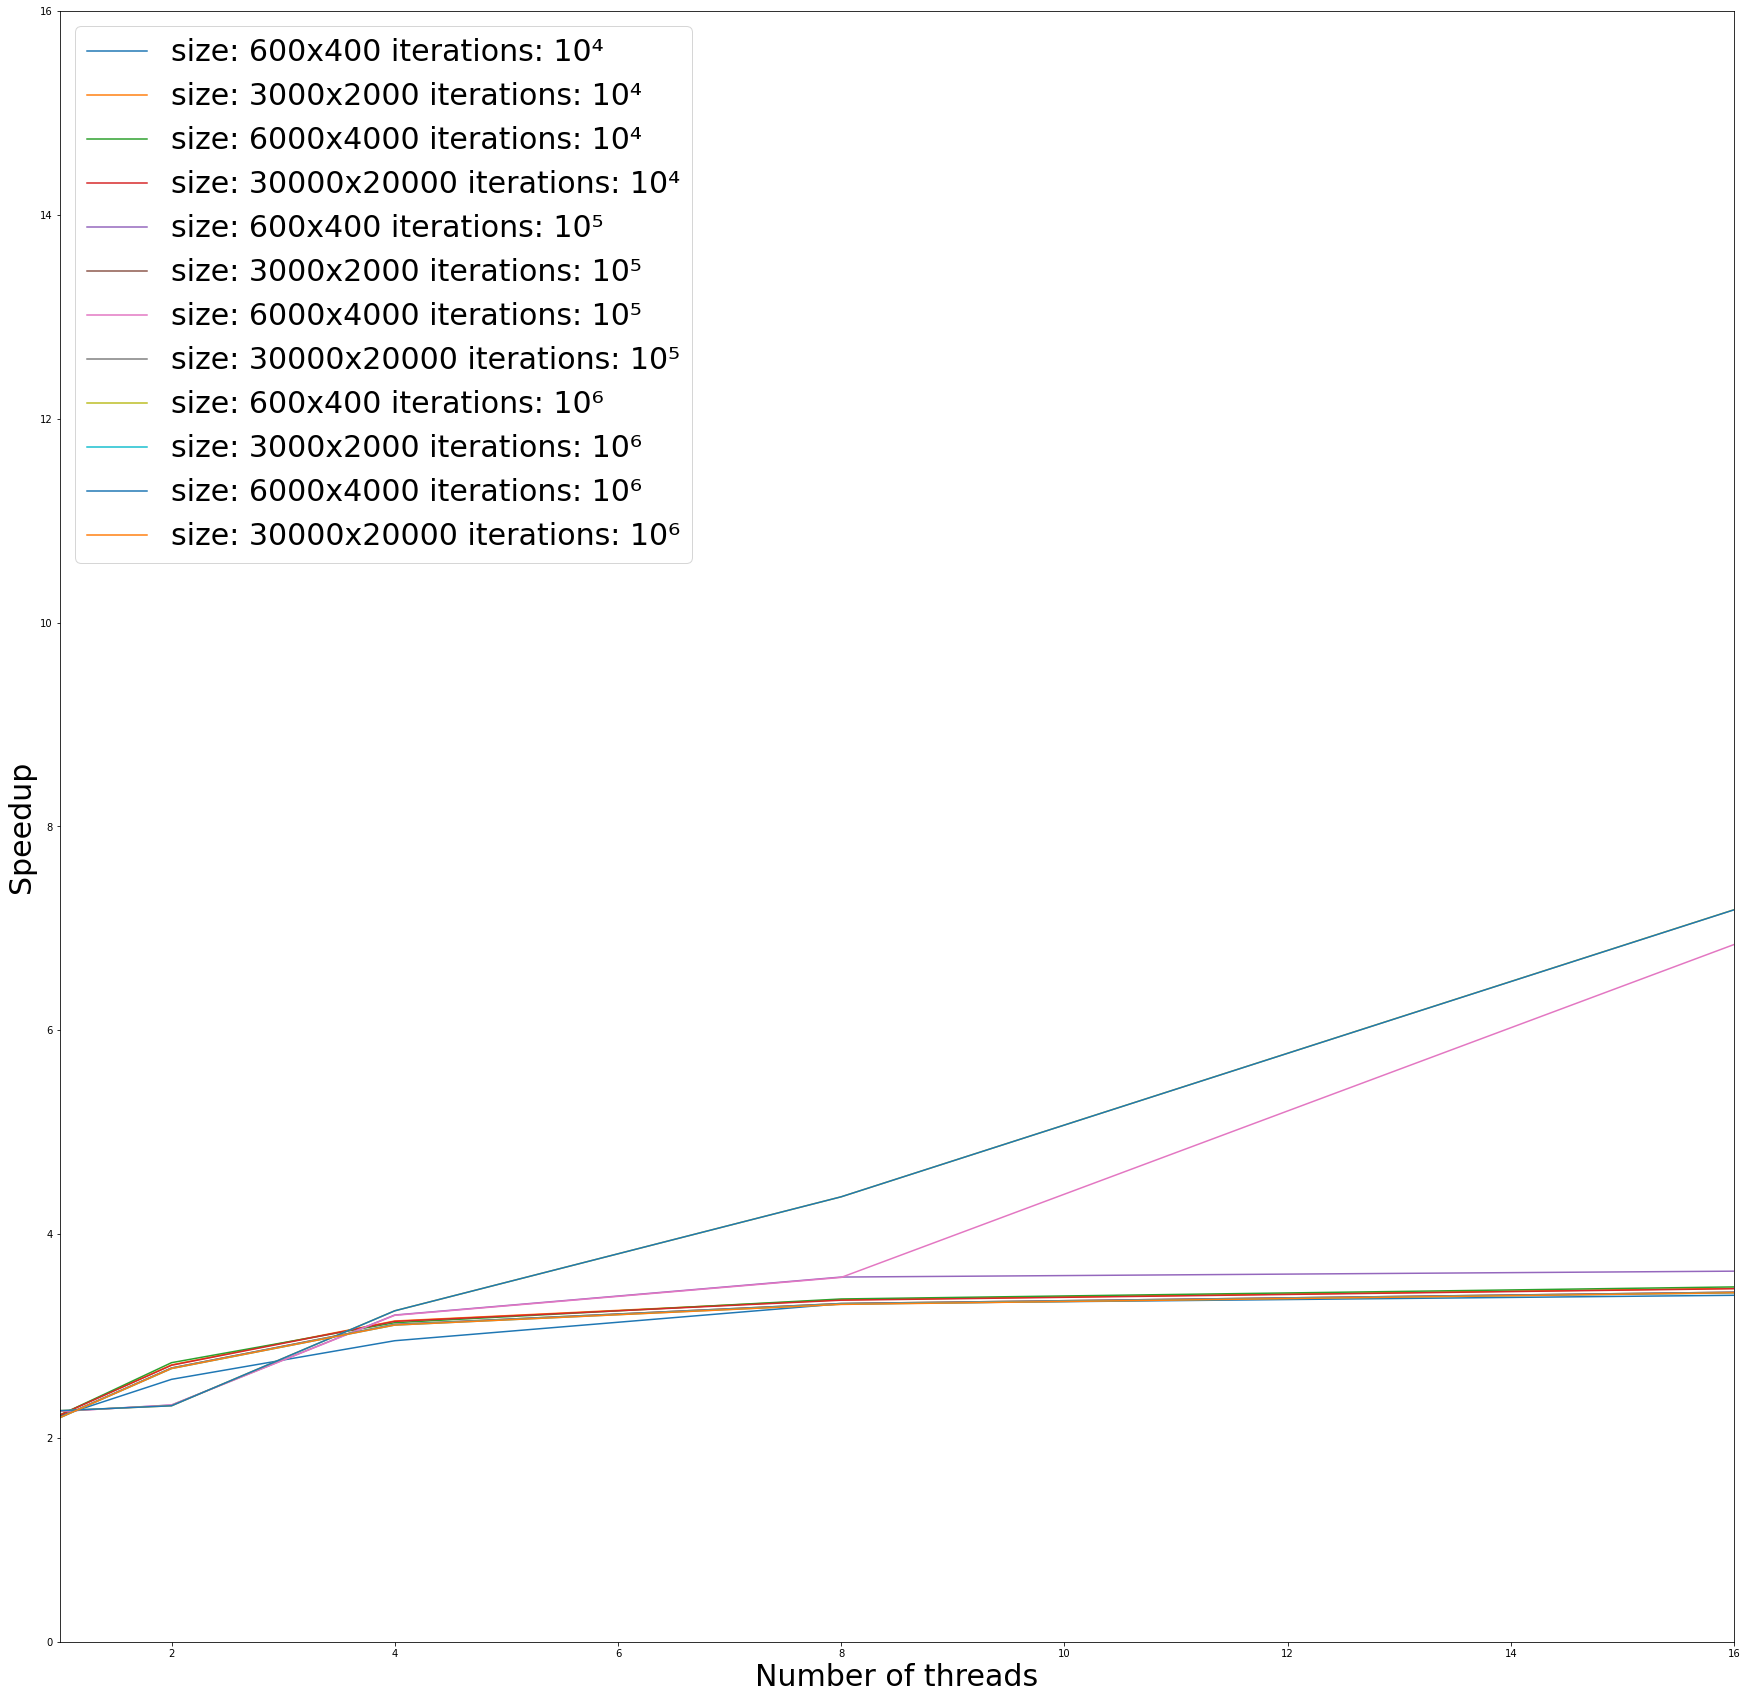 16
size: 600x400 iterations: 10⁴
size: 3000x2000 iterations: 10⁴
size: 6000x4000 iterations: 10⁴
size: 30000x20000 iterations: 10⁴
size: 600x400 iterations: 10⁵
size: 3000x2000 iterations: 10⁵
size: 6000x4000 iterations: 10⁵
size: 30000x20000 iterations: 10⁵
size: 600x400 iterations: 10⁶
size: 3000x2000 iterations: 10⁶
size: 6000x4000 iterations: 10⁶
size: 30000x20000 iterations: 10⁶
14
12
10
8
6
4
2
0
Speedup
2 4 6 8 10 12 14 16
Number of threads